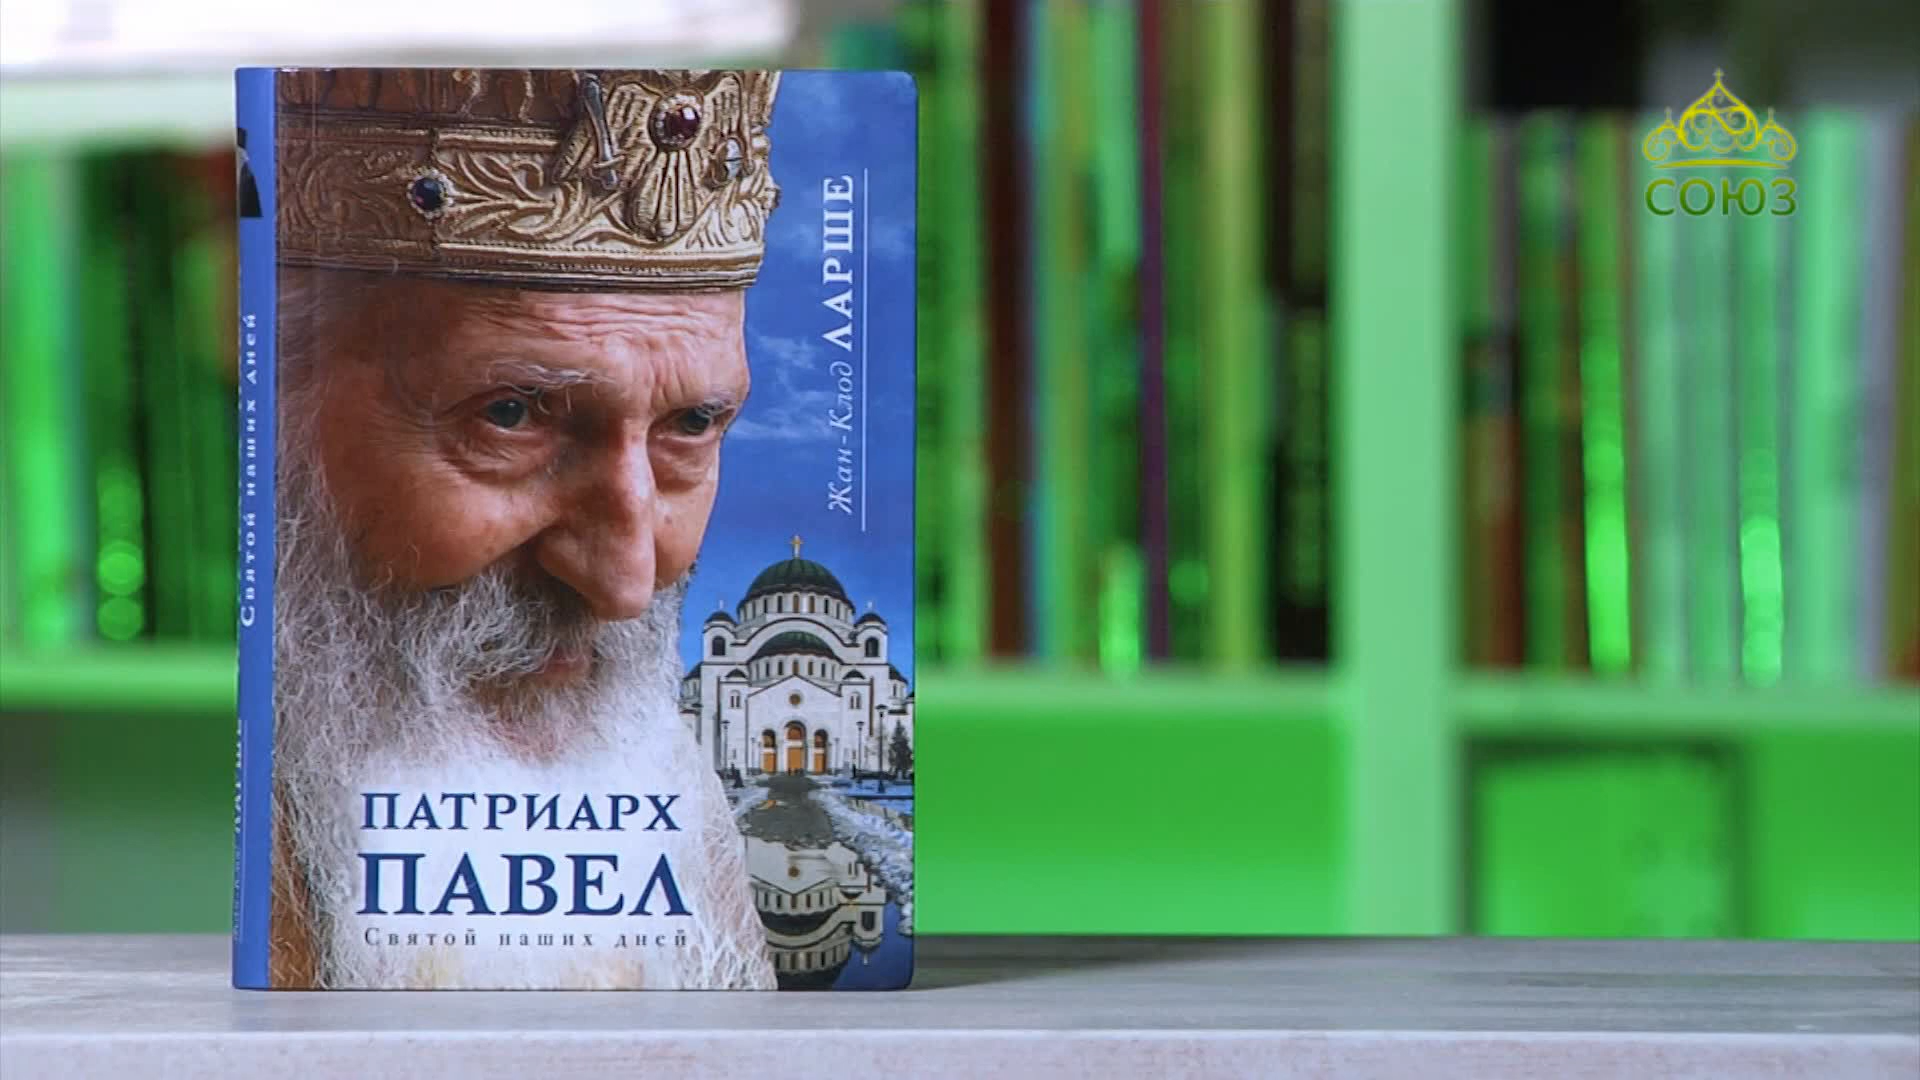 СОЮЗ
Жан-Клод ЛАРШЕ
ПАТРИАРХ
ПАВЕЛ
Святой наших дней
Святой наших дней